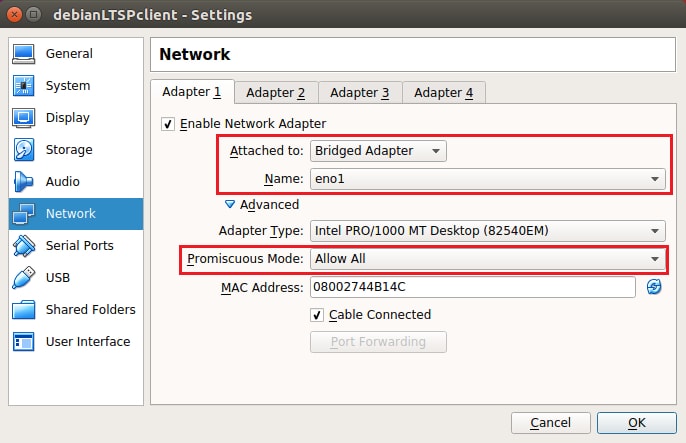 debianLTSPclient - Settings
General
System
Display
Storage
Audio
Network
Serial Ports
USB
Shared Folders
User Interface
Network
Adapter 1 Adapter 2 Adapter 3 Adapter 4
Enable Network Adapter
Attached to: Bridged Adapter
Name: eno1
Advanced
Adapter Type: Intel PRO/1000 MT Desktop (82540EM)
Promiscuous Mode: Allow All
MAC Address: 08002744B14C
Cable Connected
Port Forwarding
Cancel OK